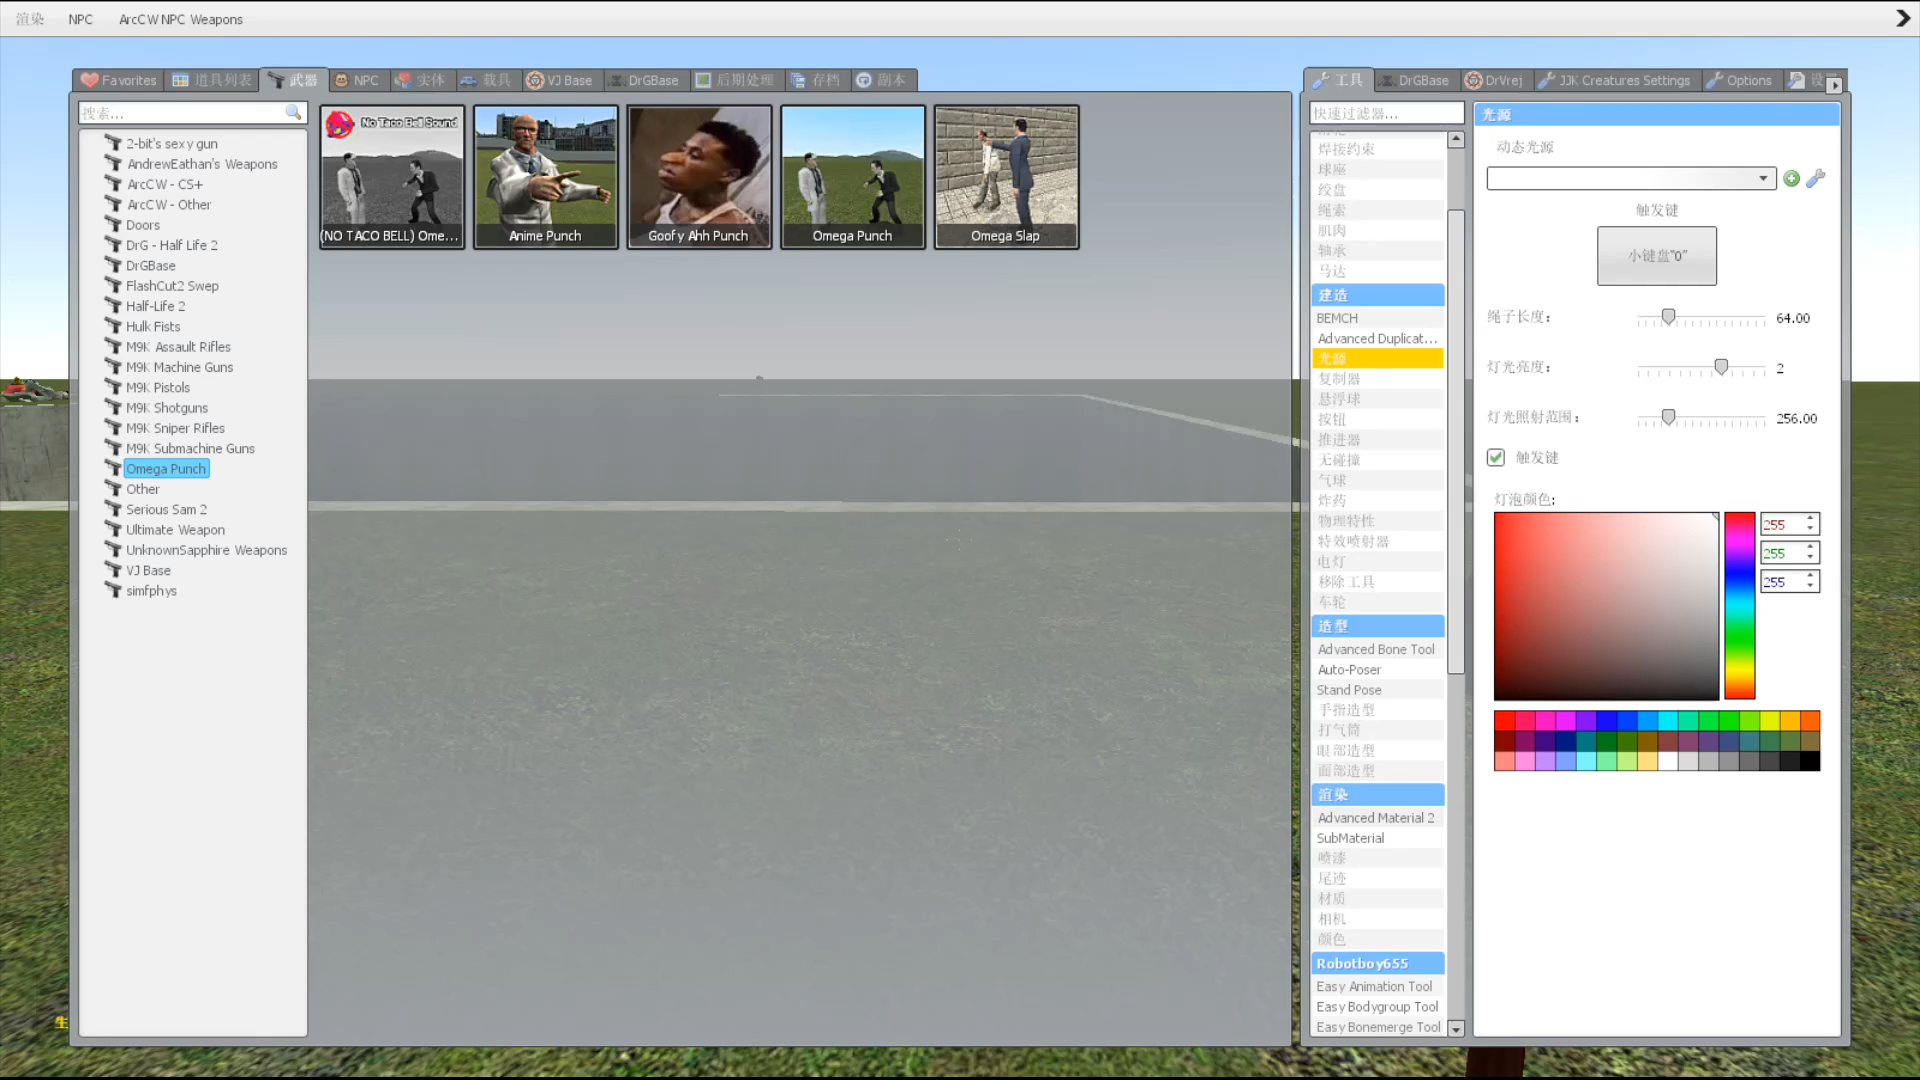 渲染 NPC ArcCW NPC Weapons
Favorites 道具列表 武器 NPC 实体 载具 VJ Base DrGBase 后期处理 存档 副本
搜索...
2-bit's sexy gun
AndrewEathan's Weapons
ArcCW - CS+
ArcCW - Other
Doors
DrG - Half Life 2
DrGBase
FlashCut2 Swep
Half-Life 2
Hulk Fists
M9K Assault Rifles
M9K Machine Guns
M9K Pistols
M9K Shotguns
M9K Sniper Rifles
M9K Submachine Guns
Omega Punch
Other
Serious Sam 2
Ultimate Weapon
UnknownSapphire Weapons
VJ Base
simfphys
No Taco Bell Sound
(NO TACO BELL) Ome...
Anime Punch
Goofy Ahh Punch
Omega Punch
Omega Slap
工具 DrGBase DrVrej JJK Creatures Settings Options 设
快速过滤器...
焊接约束
球座
绞盘
绳索
肌肉
轴承
马达
建造
BEMCH
Advanced Duplicat...
光源
复制器
悬浮球
按钮
推进器
无碰撞
气球
炸药
物理特性
特效喷射器
电灯
移除工具
车轮
造型
Advanced Bone Tool
Auto-Poser
Stand Pose
手指造型
打气筒
眼部造型
面部造型
渲染
Advanced Material 2
SubMaterial
喷漆
尾迹
材质
相机
颜色
Robotboy655
Easy Animation Tool
Easy Bodygroup Tool
Easy Bonemerge Tool
光源
动态光源
触发键
小键盘"0"
绳子长度： 64.00
灯光亮度： 2
灯光照射范围： 256.00
触发键
灯泡颜色:
255
255
255
生